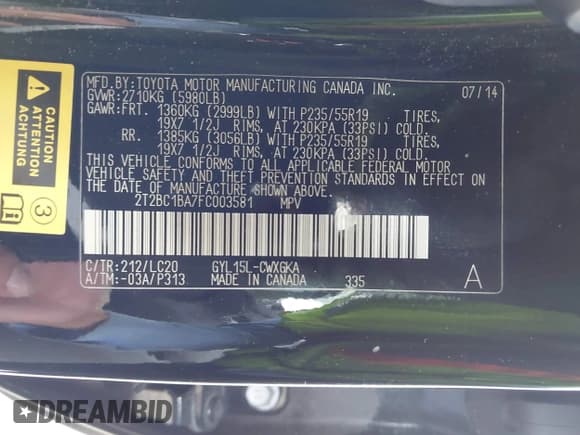 MFD.BY:TOYOTA MOTOR MANUFACTURING CANADA INC. 07/14
GVWR:2710KG (5980LB)
GAWR:FRT. 1360KG (2999LB) WITH P235/55R19 TIRES,
19X7 1/2J RIMS, AT 230KPA (33PSI) COLD.
RR. 1385KG (3056LB) WITH P235/55R19 TIRES,
19X7 1/2J RIMS, AT 230KPA (33PSI) COLD.
THIS VEHICLE CONFORMS TO ALL APPLICABLE FEDERAL MOTOR
VEHICLE SAFETY AND THEFT PREVENTION STANDARDS IN EFFECT ON
THE DATE OF MANUFACTURE SHOWN ABOVE.
2T2BC1BA7FC003581 MPV
C/TR:212/LC20 GYL15L-CWXGKA
A/TM:-03A/P313 MADE IN CANADA 335 A
CAUTION
ATTENTION
ACHTUNG
3
DREAMBID